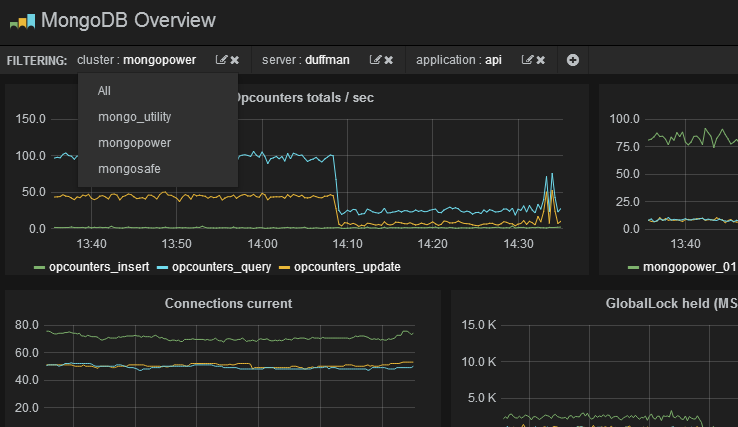 MongoDB Overview
FILTERING: cluster : mongopower server : duffman application : api
All
mongo_utility
mongopower
mongosafe
Opcounters totals / sec
150.0
100.0
50.0
0.0
13:40 13:50 14:00 14:10 14:20 14:30
opcounters_insert opcounters_query opcounters_update
100.0
75.0
50.0
25.0
0.0
13:40
mongopower_01
Connections current
80.0
60.0
40.0
20.0
GlobalLock held (MS
15.0 K
10.0 K
5.0 K